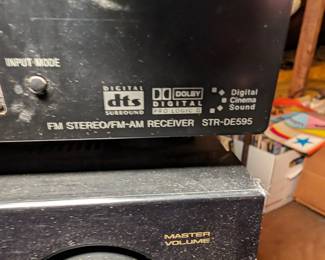 INPUT MODE
DIGITAL
dts
SURROUND
DOLBY
DIGITAL
PRO LOGIC II
Digital
Cinema
Sound
FM STEREO/FM-AM RECEIVER STR-DE595
MASTER
VOLUME